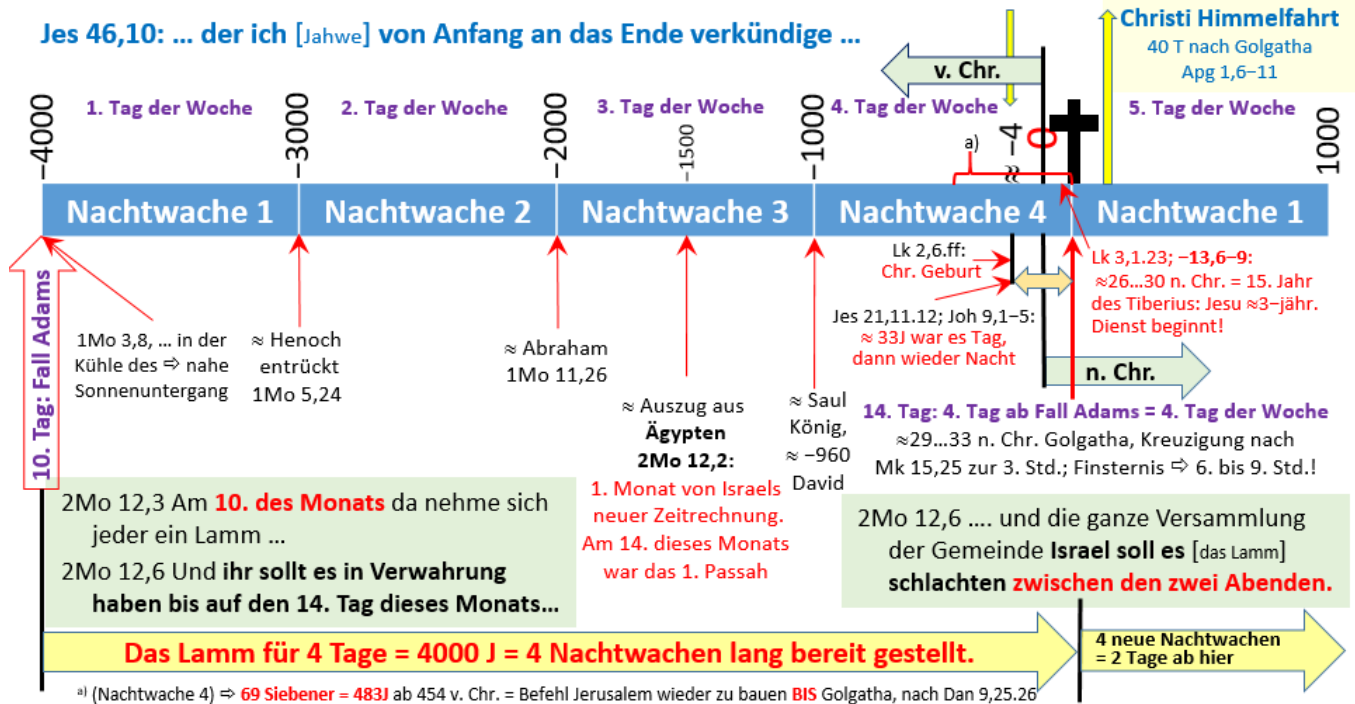 Jes 46,10: ... der ich [Jahwe] von Anfang an das Ende verkündige ...
Christi Himmelfahrt
40 T nach Golgatha
Apg 1,6–11
v. Chr.
1. Tag der Woche
2. Tag der Woche
3. Tag der Woche
4. Tag der Woche
5. Tag der Woche
–4000
–3000
–2000
–1500
–1000
a)
≈ –4
0
1000
Nachtwache 1
Nachtwache 2
Nachtwache 3
Nachtwache 4
Nachtwache 1
10. Tag: Fall Adams
1Mo 3,8, ... in der
Kühle des ⇨ nahe
Sonnenuntergang
≈ Henoch
entrückt
1Mo 5,24
≈ Abraham
1Mo 11,26
≈ Auszug aus
Ägypten
2Mo 12,2:
1. Monat von Israels
neuer Zeitrechnung.
Am 14. dieses Monats
war das 1. Passah
≈ Saul
König,
≈ –960
David
Lk 2,6.ff:
Chr. Geburt
Jes 21,11.12; Joh 9,1–5:
≈ 33J war es Tag,
dann wieder Nacht
Lk 3,1.23; –13,6–9:
≈26...30 n. Chr. = 15. Jahr
des Tiberius: Jesu ≈3–jähr.
Dienst beginnt!
n. Chr.
14. Tag: 4. Tag ab Fall Adams = 4. Tag der Woche
≈29...33 n. Chr. Golgatha, Kreuzigung nach
Mk 15,25 zur 3. Std.; Finsternis ⇨ 6. bis 9. Std.!
2Mo 12,3 Am 10. des Monats da nehme sich
jeder ein Lamm ...
2Mo 12,6 Und ihr sollt es in Verwahrung
haben bis auf den 14. Tag dieses Monats...
2Mo 12,6 .... und die ganze Versammlung
der Gemeinde Israel soll es [das Lamm]
schlachten zwischen den zwei Abenden.
Das Lamm für 4 Tage = 4000 J = 4 Nachtwachen lang bereit gestellt.
4 neue Nachtwachen
= 2 Tage ab hier
a) (Nachtwache 4) ⇨ 69 Siebener = 483J ab 454 v. Chr. = Befehl Jerusalem wieder zu bauen BIS Golgatha, nach Dan 9,25.26